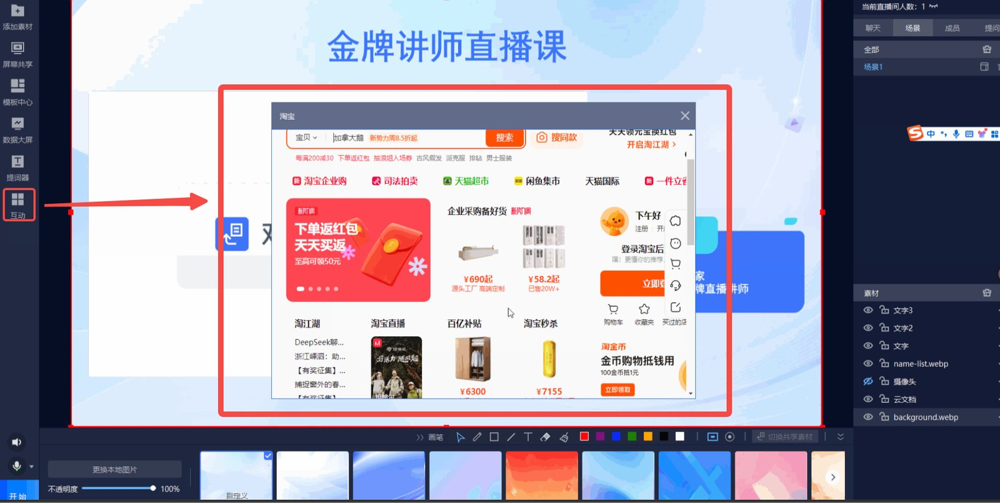 添加素材
屏幕共享
模板中心
数据大屏
提词器
互动
开 始
金牌讲师直播课
淘宝
宝贝
加拿大鹅
新势力周8.5折起
搜索
搜同款
天天领元宝换红包
开启淘江湖 >
每满200减30 下单返红包 抽浪姐入场券 古风假发 派克服 排钻 男士服装
新 淘宝企业购
司法拍卖
天猫超市
闲鱼集市
天猫国际
新 一件立省
新势力周
下单返红包
天天买返
至高可领50元
企业采购备好货 新势力周
¥690起
源头工厂 高端定制
¥58.2起
已售20W+
下午好
注册
登录淘宝后
嘿！更懂你的推荐
立即登
购物车
收藏夹
买过的店
淘江湖
淘宝直播
百亿补贴
淘宝秒杀
DeepSeek聊...
浙江嵊泗：助...
【有奖征集】...
捕捉窗外的春...
【有奖征集】
¥6300
¥7155
淘金币
金币购物抵钱用
100金币抵1元
立即领取
家
牌直播讲师
画笔
切换共享素材
更换本地图片
不透明度
100%
自定义
当前直播间人数：1
聊天
场景
成员
提问
全部
场景1
中
素材
文字3
文字2
文字
name-list.webp
摄像头
云文档
background.webp